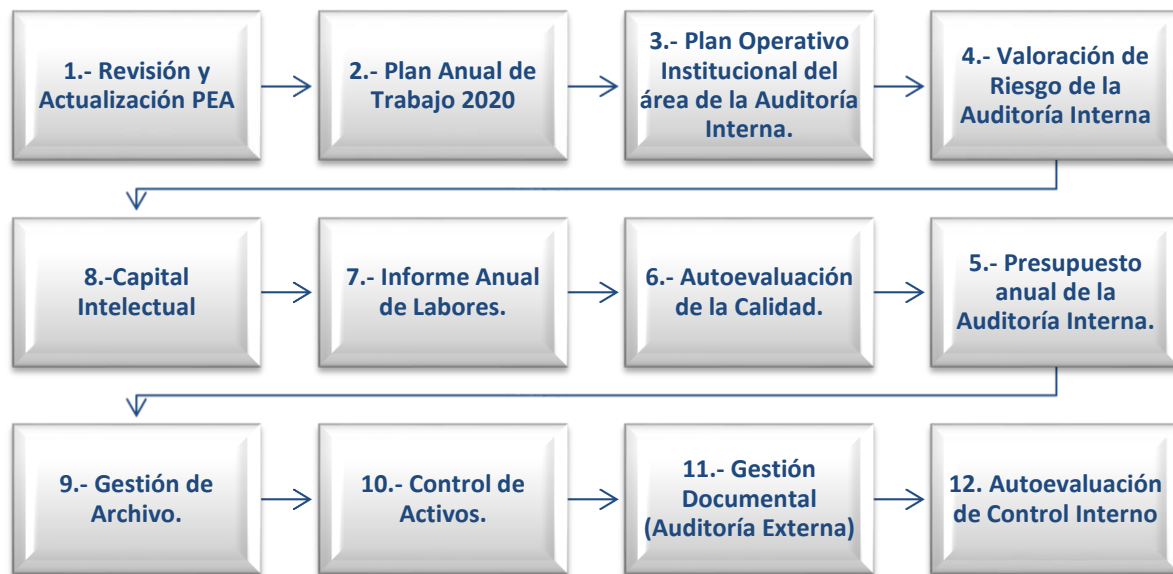 1.- Revisión y
Actualización PEA
2.- Plan Anual de
Trabajo 2020
3.- Plan Operativo
Institucional del
área de la Auditoría
Interna.
4.- Valoración de
Riesgo de la
Auditoría Interna
8.-Capital
Intelectual
7.- Informe Anual
de Labores.
6.- Autoevaluación
de la Calidad.
5.- Presupuesto
anual de la
Auditoría Interna.
9.- Gestión de
Archivo.
10.- Control de
Activos.
11.- Gestión
Documental
(Auditoría Externa)
12. Autoevaluación
de Control Interno